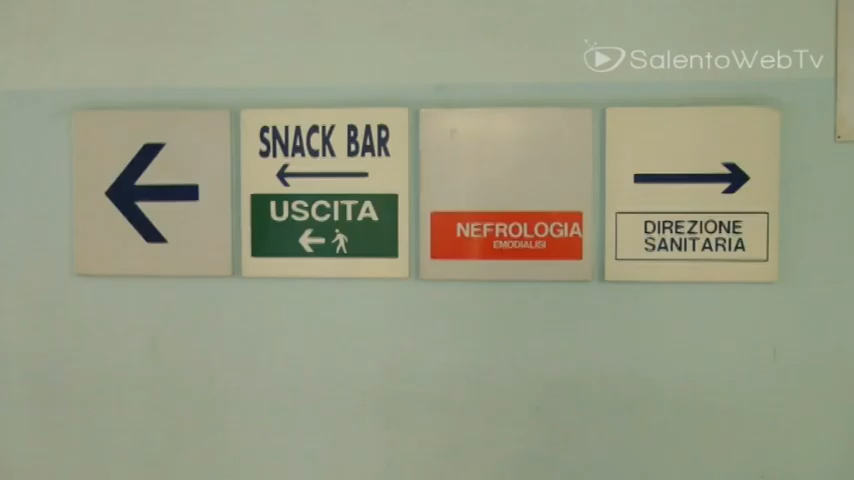 SalentoWebTv
SNACK BAR
USCITA
NEFROLOGIA
EMODIALISI
DIREZIONE
SANITARIA